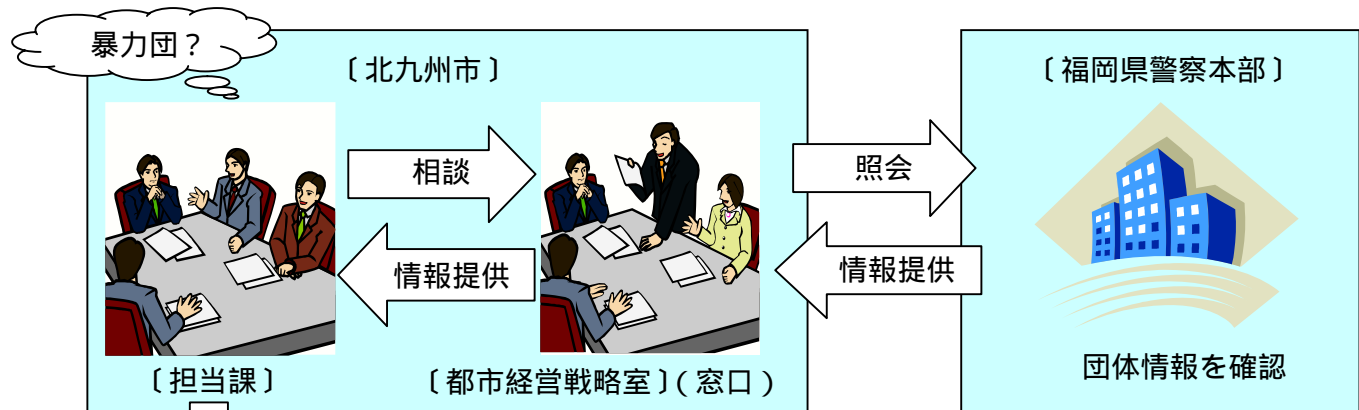 暴力団？
〔北九州市〕
〔福岡県警察本部〕
相談
照会
情報提供
情報提供
団体情報を確認
〔担当課〕
〔都市経営戦略室〕（窓口）